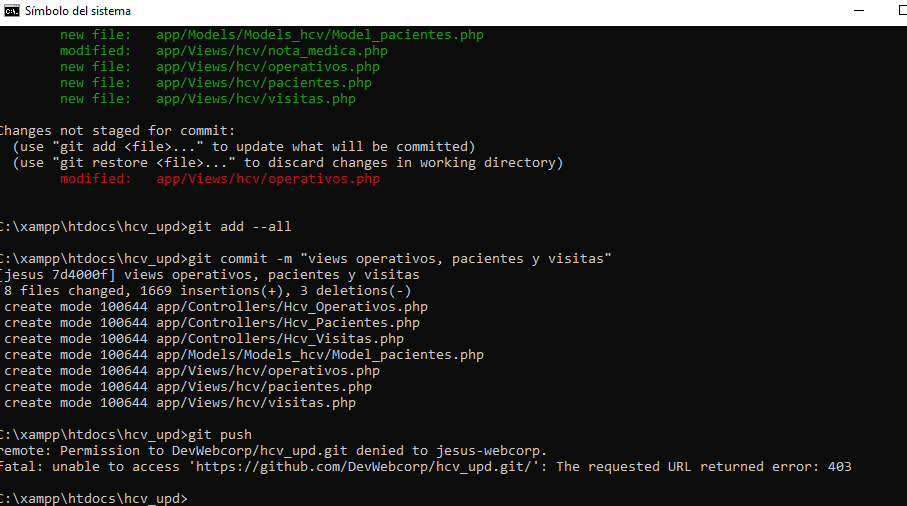 Símbolo del sistema
new file: app/Models/Models_hcv/Model_pacientes.php
modified: app/Views/hcv/nota_medica.php
new file: app/Views/hcv/operativos.php
new file: app/Views/hcv/pacientes.php
new file: app/Views/hcv/visitas.php
Changes not staged for commit:
(use "git add <file>..." to update what will be committed)
(use "git restore <file>..." to discard changes in working directory)
modified: app/Views/hcv/operativos.php
C:\xampp\htdocs\hcv_upd>git add --all
C:\xampp\htdocs\hcv_upd>git commit -m "views operativos, pacientes y visitas"
[jesus 7d4000f] views operativos, pacientes y visitas
8 files changed, 1669 insertions(+), 3 deletions(-)
create mode 100644 app/Controllers/Hcv_Operativos.php
create mode 100644 app/Controllers/Hcv_Pacientes.php
create mode 100644 app/Controllers/Hcv_Visitas.php
create mode 100644 app/Models/Models_hcv/Model_pacientes.php
create mode 100644 app/Views/hcv/operativos.php
create mode 100644 app/Views/hcv/pacientes.php
create mode 100644 app/Views/hcv/visitas.php
C:\xampp\htdocs\hcv_upd>git push
remote: Permission to DevWebcorp/hcv_upd.git denied to jesus-webcorp.
fatal: unable to access 'https://github.com/DevWebcorp/hcv_upd.git/': The requested URL returned error: 403
C:\xampp\htdocs\hcv_upd>